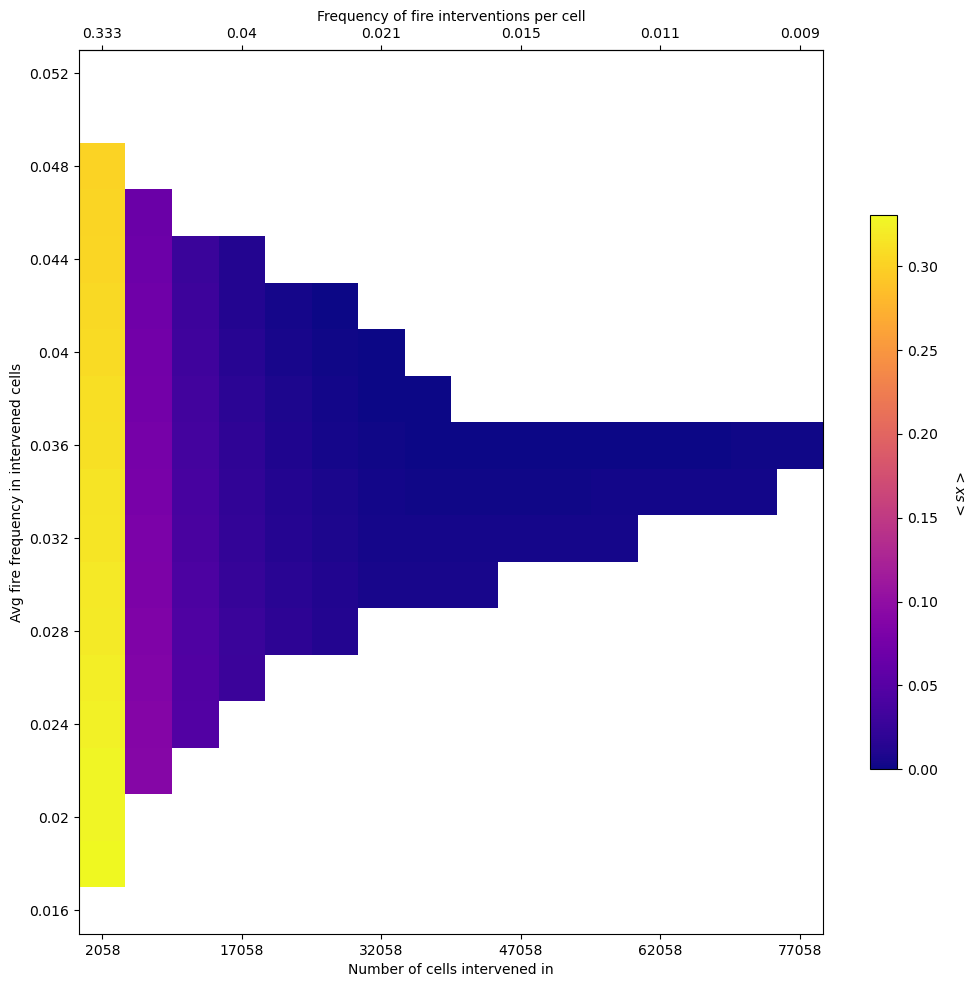 Frequency of fire interventions per cell
0.333 0.04 0.021 0.015 0.011 0.009
0.052
0.048
0.044
0.04
0.036
0.032
0.028
0.024
0.02
0.016
Avg fire frequency in intervened cells
2058 17058 32058 47058 62058 77058
Number of cells intervened in
0.30
0.25
0.20
0.15
0.10
0.05
0.00
< xs >